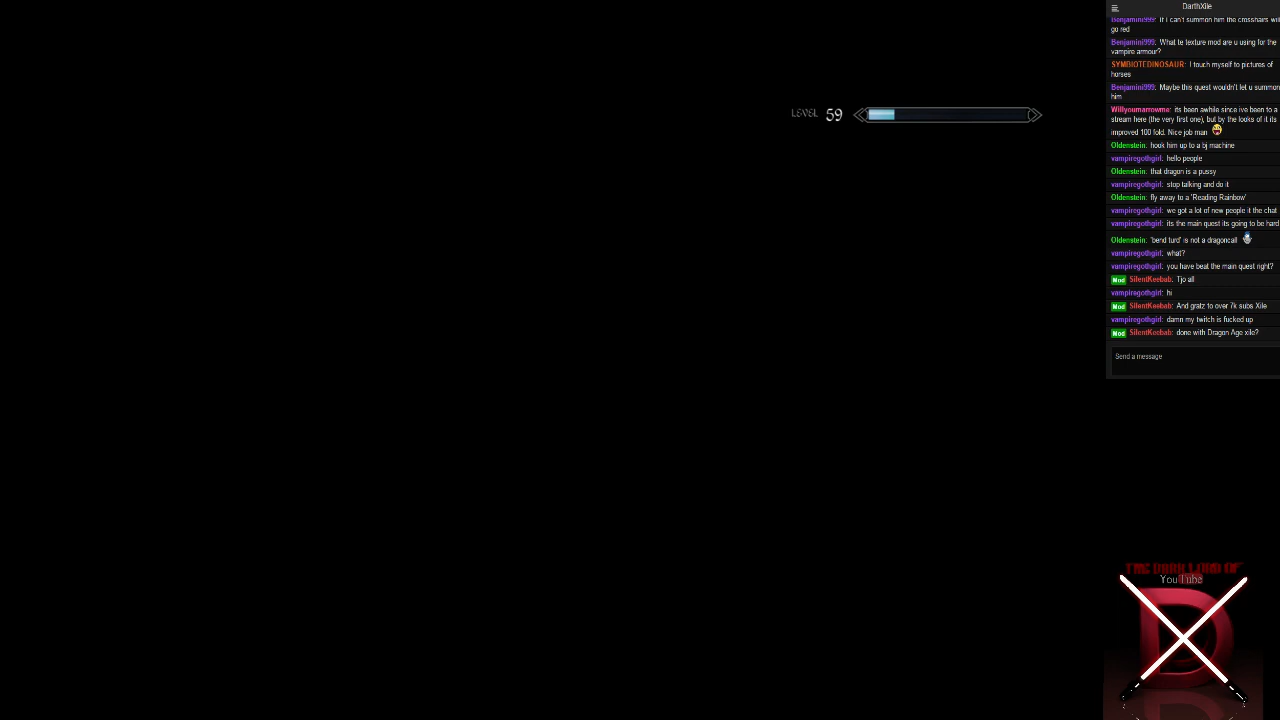 DarthXile
Benjamini999: If I can't summon him the crosshairs will
go red
Benjamini999: What te texture mod are u using for the
vampire armour?
SYMBIOTEDINOSAUR: I touch myself to pictures of
horses
Benjamini999: Maybe this quest wouldn't let u summon
him
LEVEL 59
Willyoumarrowme: its been awhile since ive been to a
stream here (the very first one), but by the looks of it its
improved 100 fold. Nice job man
Oldenstein: hook him up to a bj machine
vampiregothgirl: hello people
Oldenstein: that dragon is a pussy
vampiregothgirl: stop talking and do it
Oldenstein: fly away to a 'Reading Rainbow'
vampiregothgirl: we got a lot of new people it the chat
vampiregothgirl: its the main quest its going to be hard
Oldenstein: 'bend turd' is not a dragoncall
vampiregothgirl: what?
vampiregothgirl: you have beat the main quest right?
Mod SilentKeebab: Tjo all
vampiregothgirl: hi
Mod SilentKeebab: And gratz to over 7k subs Xile
vampiregothgirl: damn my twitch is fucked up
Mod SilentKeebab: done with Dragon Age xile?
Send a message
THE DARK LORD OF
YouTube
D